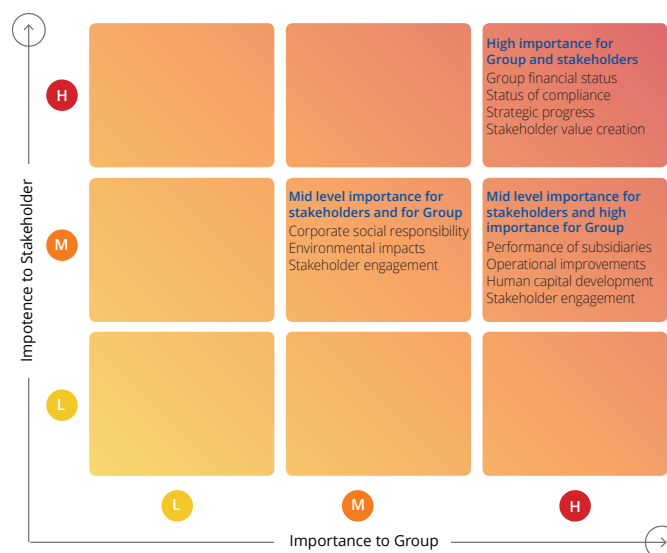 High importance for
Group and stakeholders
Group financial status
Status of compliance
Strategic progress
Stakeholder value creation
H
Mid level importance for
stakeholders and for Group
Corporate social responsibility
Environmental impacts
Stakeholder engagement
Mid level importance for
stakeholders and high
importance for Group
Performance of subsidiaries
Operational improvements
Human capital development
Stakeholder engagement
M
Impotence to Stakeholder
L
L
M
H
Importance to Group